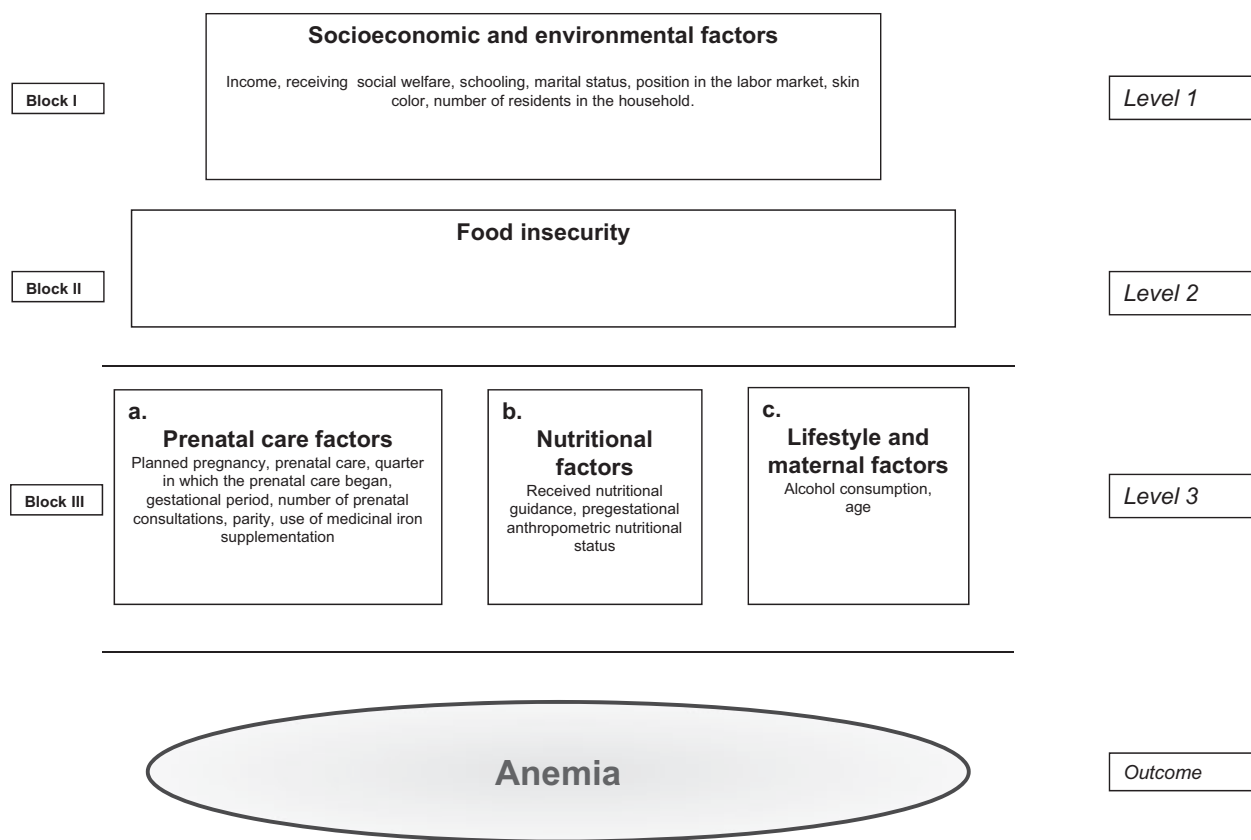 Socioeconomic and environmental factors
Income, receiving social welfare, schooling, marital status, position in the labor market, skin
color, number of residents in the household.
Block I
Level 1
Food insecurity
Block II
Level 2
a.
Prenatal care factors
Planned pregnancy, prenatal care, quarter
in which the prenatal care began,
gestational period, number of prenatal
consultations, parity, use of medicinal iron
supplementation
b.
Nutritional
factors
Received nutritional
guidance, pregestational
anthropometric nutritional
status
c.
Lifestyle and
maternal factors
Alcohol consumption,
age
Block III
Level 3
Anemia
Outcome